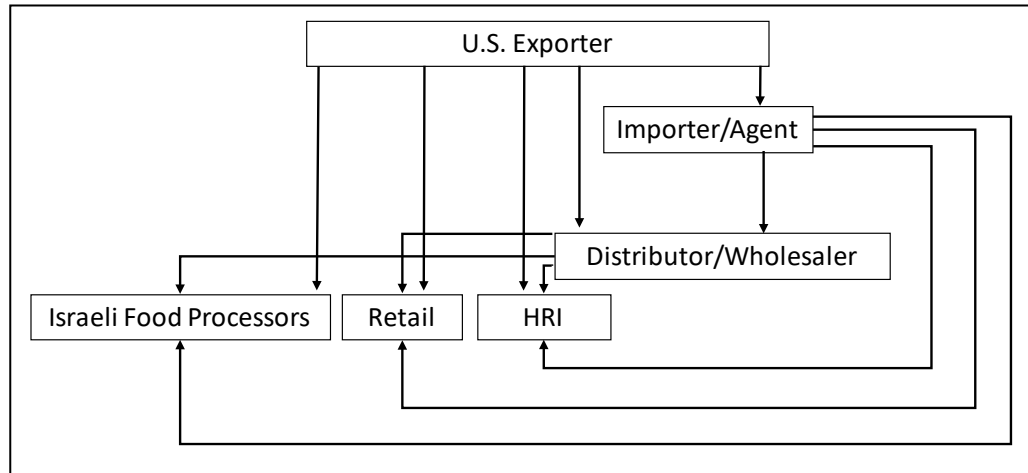 U.S. Exporter
Importer/Agent
Distributor/Wholesaler
Israeli Food Processors
Retail
HRI